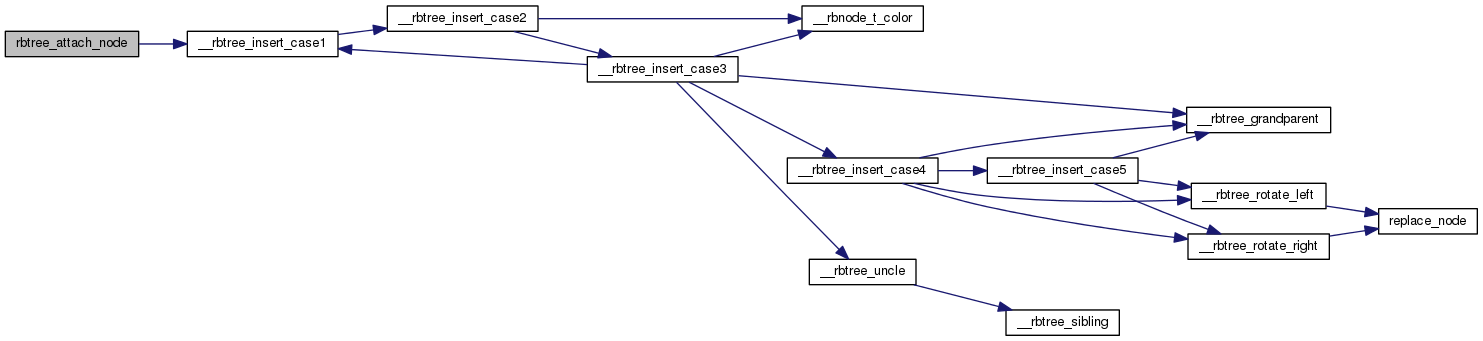 rbtree_attach_node
__rbtree_insert_case1
__rbtree_insert_case2
__rbnode_t_color
__rbtree_insert_case3
__rbtree_grandparent
__rbtree_insert_case4
__rbtree_insert_case5
__rbtree_rotate_left
replace_node
__rbtree_rotate_right
__rbtree_uncle
__rbtree_sibling